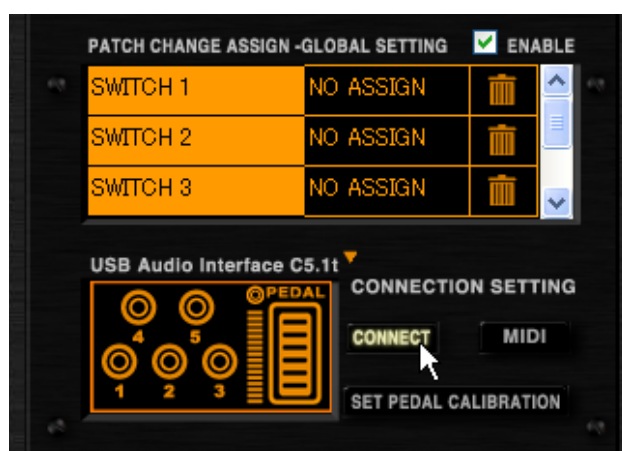 PATCH CHANGE ASSIGN -GLOBAL SETTING ENABLE
SWITCH 1 NO ASSIGN
SWITCH 2 NO ASSIGN
SWITCH 3 NO ASSIGN
USB Audio Interface C5.1t
PEDAL
4 5
1 2 3
CONNECTION SETTING
CONNECT MIDI
SET PEDAL CALIBRATION